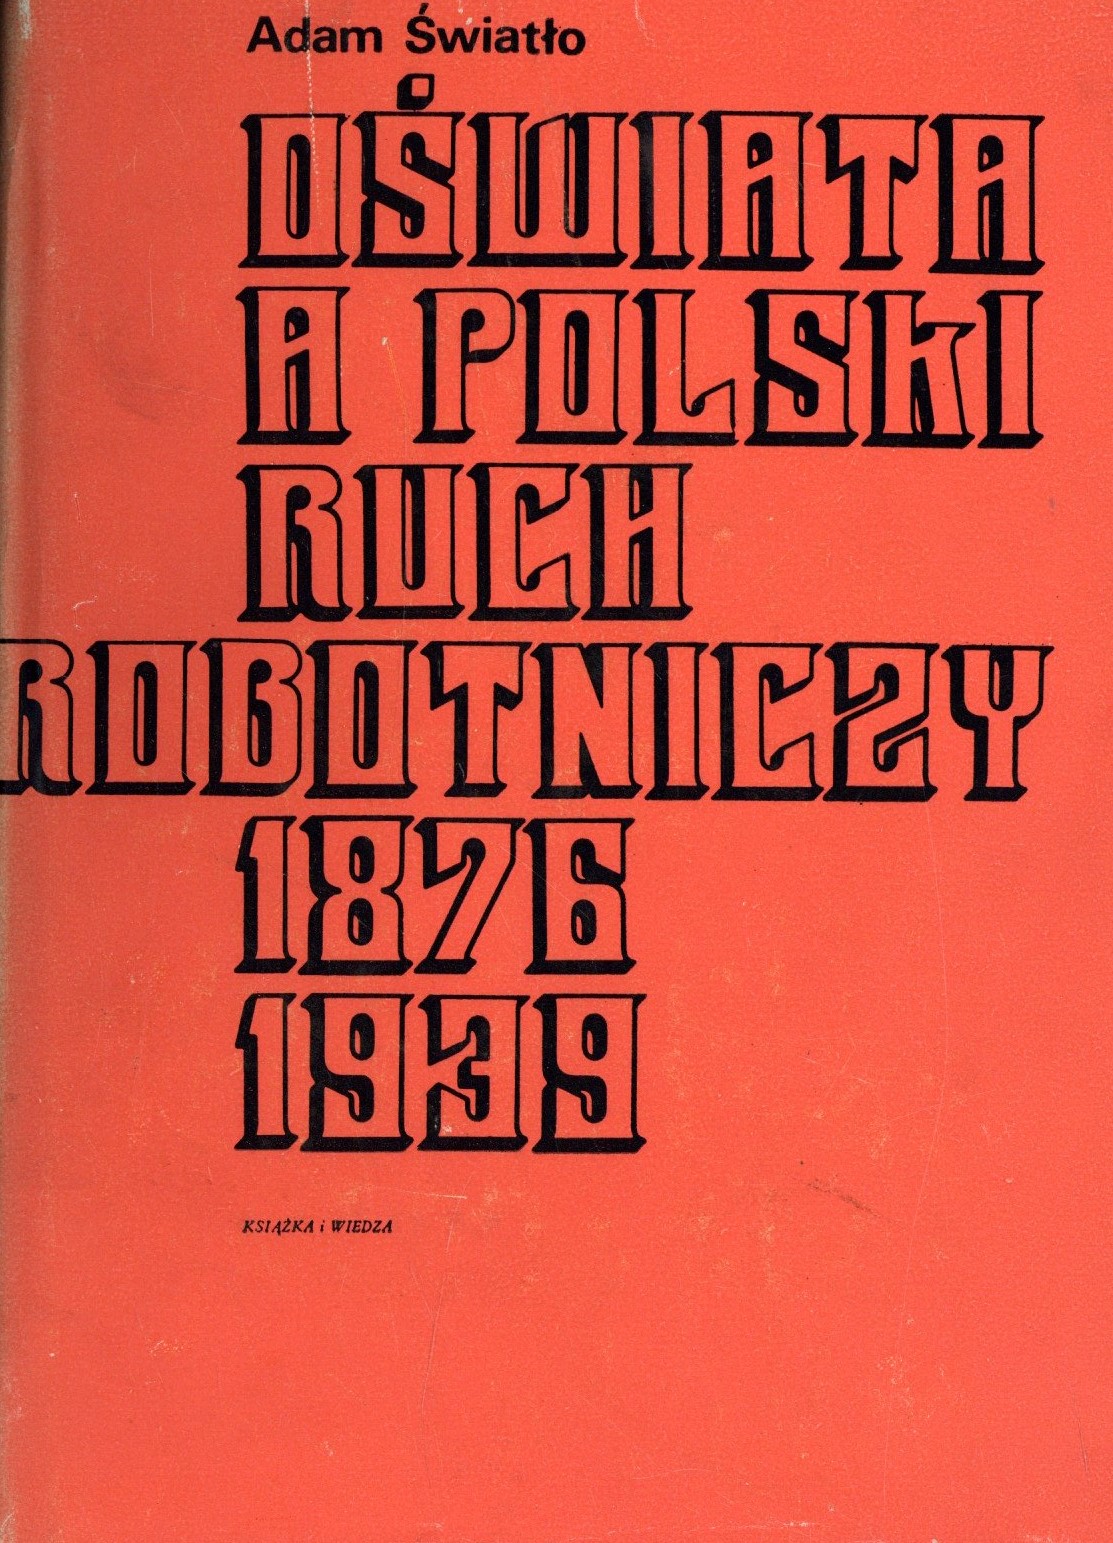 Adam Światło
OŚWIATA
A POLSKI
RUCH
ROBOTNICZY
1876
1939
KSIĄŻKA i WIEDZA